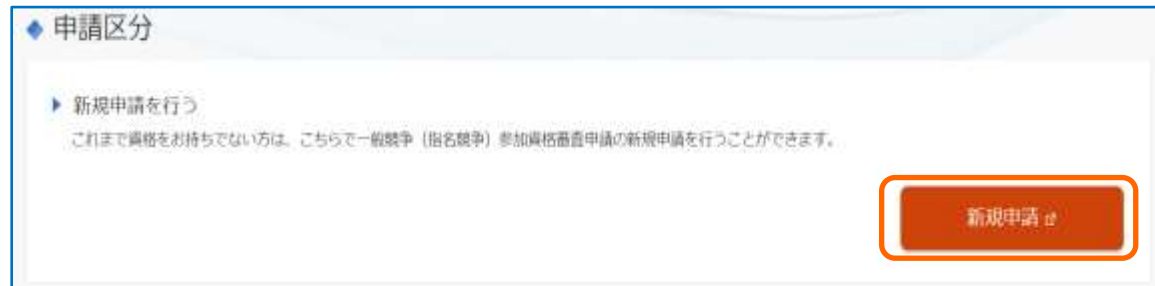 申請区分
新規申請を行う
これまで資格をお持ちでない方は、こちらで一般競争（指名競争）参加資格審査申請の新規申請を行うことができます。
新規申請